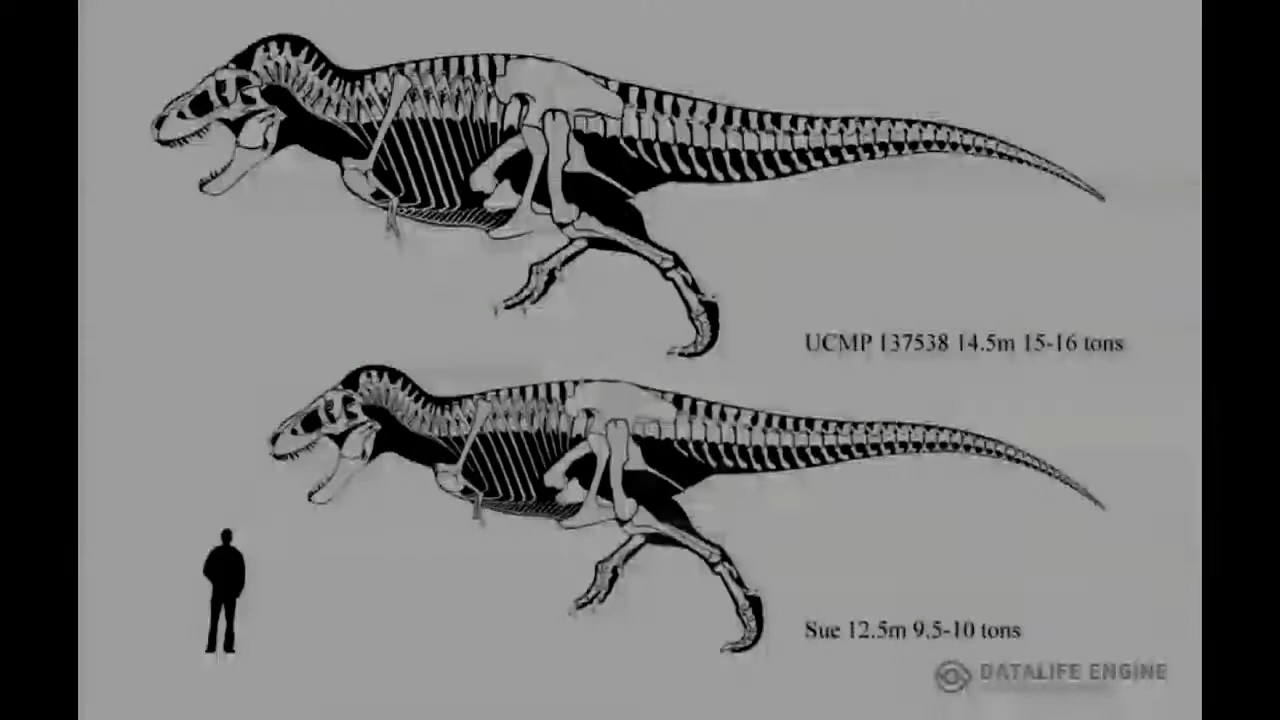 UCMP 137538 14.5m 15-16 tons
Sue 12.5m 9.5-10 tons
DATALIFE ENGINE